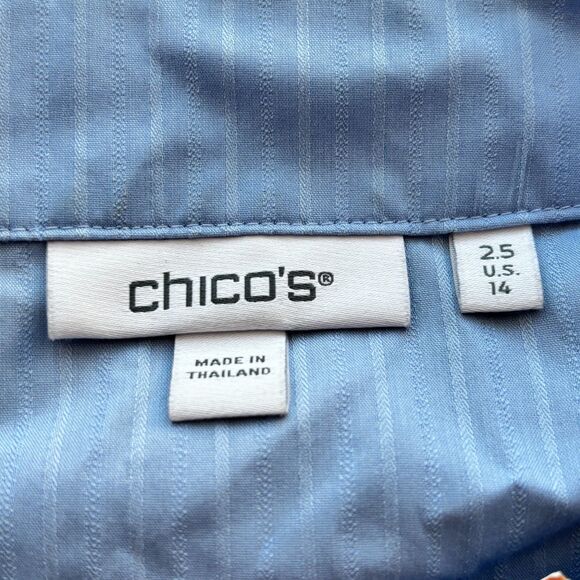 chico's®
MADE IN
THAILAND
2.5
U.S.
14